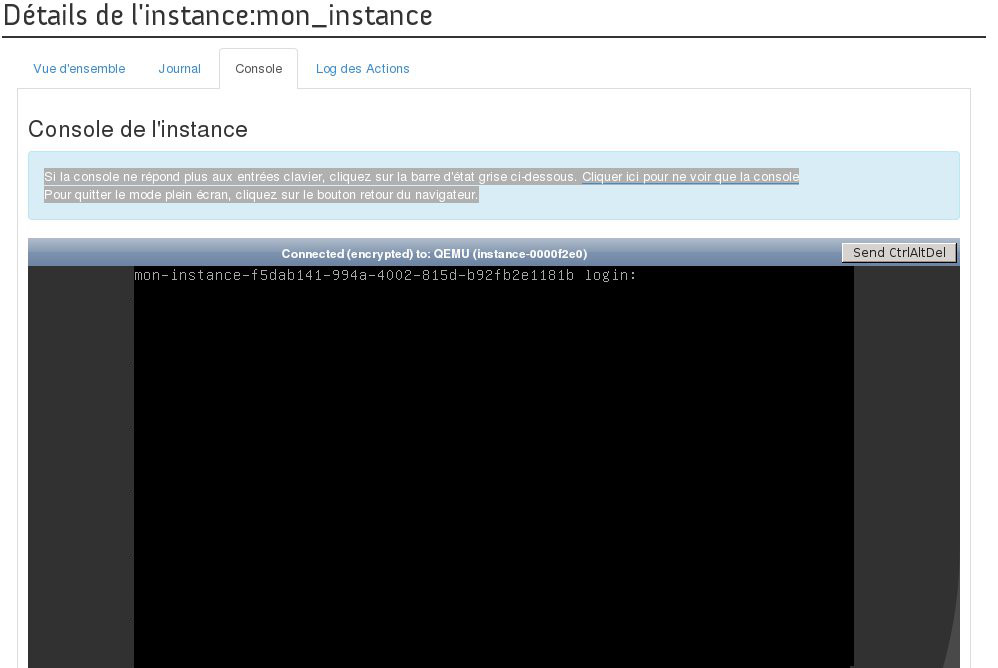 Détails de l'instance:mon_instance
Vue d'ensemble Journal Console Log des Actions
Console de l'instance
Si la console ne répond plus aux entrées clavier, cliquez sur la barre d'état grise ci-dessous. Cliquer ici pour ne voir que la console
Pour quitter le mode plein écran, cliquez sur le bouton retour du navigateur.
Connected (encrypted) to: QEMU (instance-0000f2e0) Send CtrlAltDel
mon-instance-f5dab141-994a-4002-815d-b92fb2e1181b login: